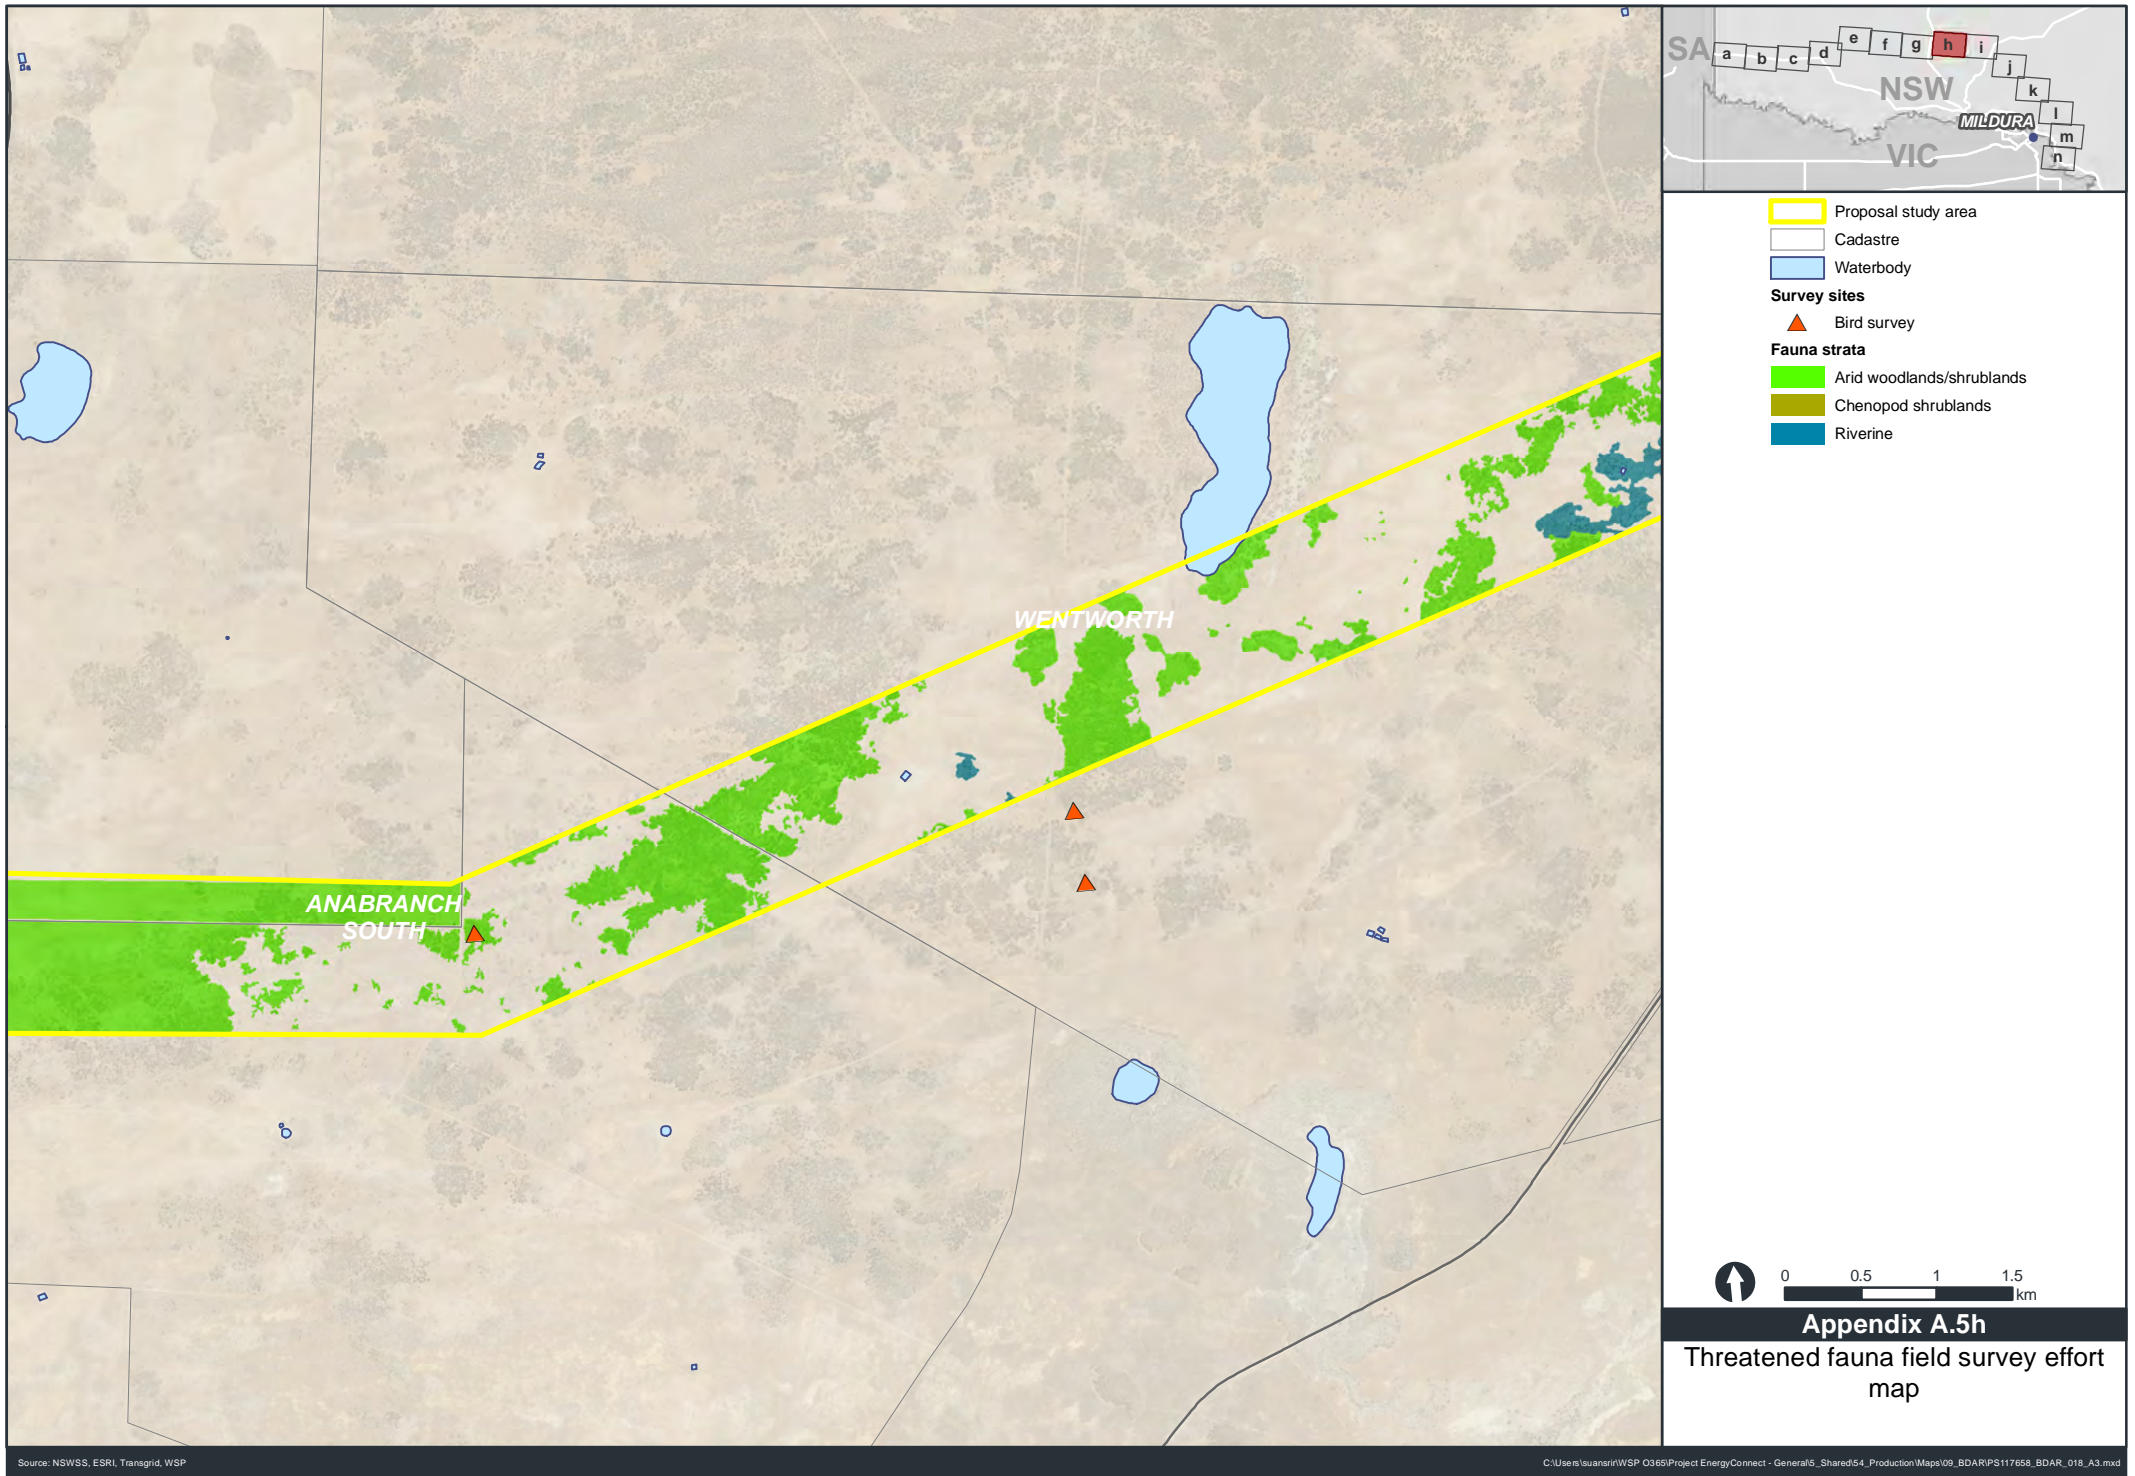 SA
a
b
c
d
e
f
g
h
i
j
k
l
m
n
NSW
MILDURA
VIC
Proposal study area
Cadastre
Waterbody
Survey sites
Bird survey
Fauna strata
Arid woodlands/shrublands
Chenopod shrublands
Riverine
WENTWORTH
ANABRANCH
SOUTH
0 0.5 1 1.5
km
Appendix A.5h
Threatened fauna field survey effort
map
Source: NSWSS, ESRI, Transgrid, WSP
C:\Users\suansrir\WSP O365\Project EnergyConnect - General\5_Shared\54_Production\Maps\09_BDAR\PS117658_BDAR_018_A3.mxd